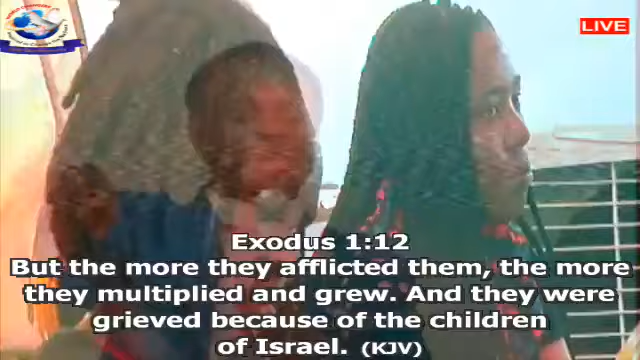 LIVE
Exodus 1:12
But the more they afflicted them, the more
they multiplied and grew. And they were
grieved because of the children
of Israel. (KJV)